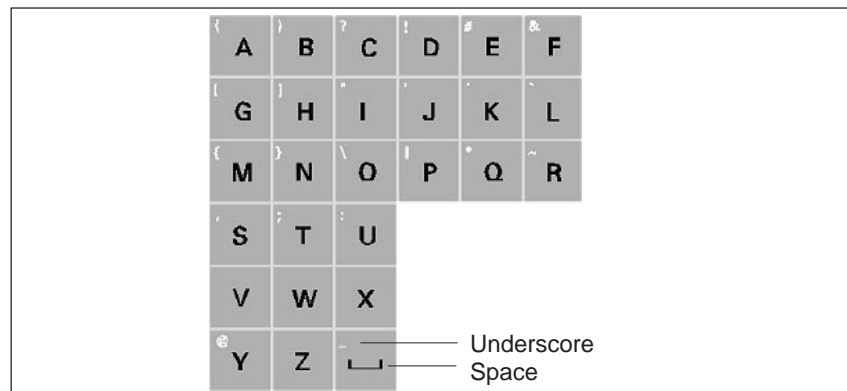 { A } B ? C ! D # E & F
[ G ] H " I ' J ´ K ` L
{ M } N \ O | P * Q ~ R
, S ; T : U
V W X
@ Y Z _
Underscore
Space